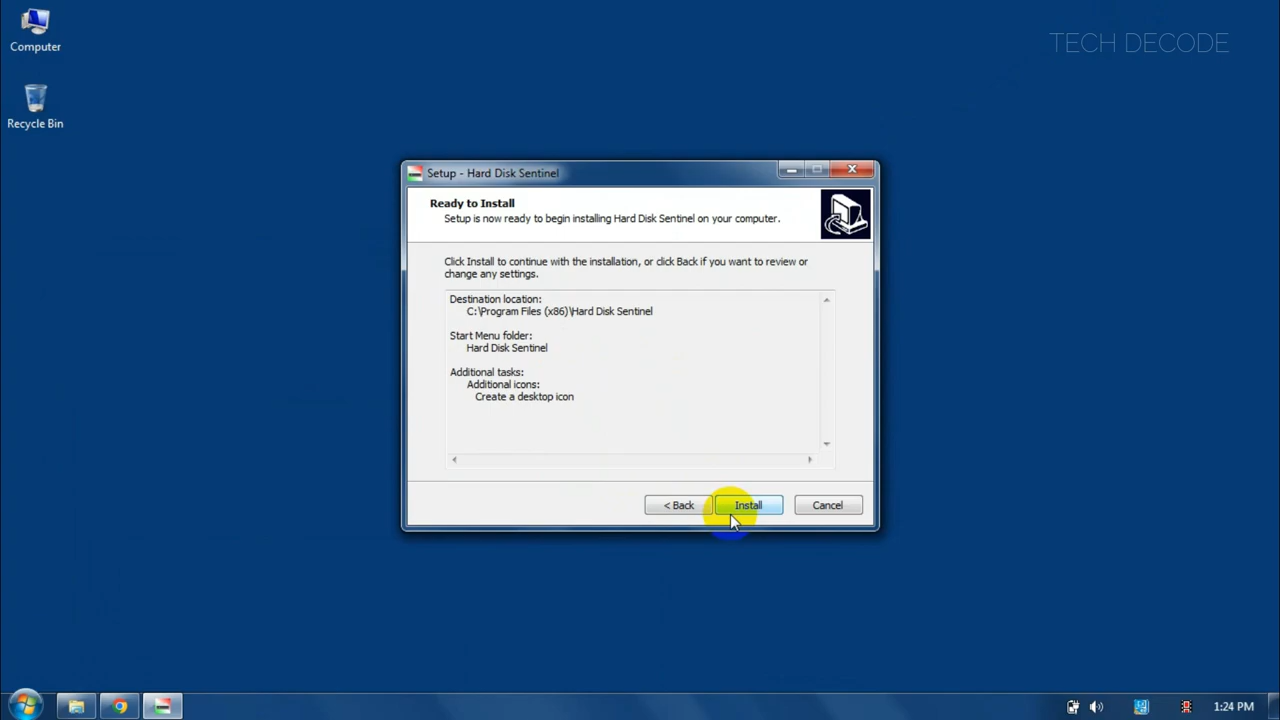 Computer
TECH DECODE
Recycle Bin
Setup - Hard Disk Sentinel
Ready to Install
Setup is now ready to begin installing Hard Disk Sentinel on your computer.
Click Install to continue with the installation, or click Back if you want to review or
change any settings.
Destination location:
C:\Program Files (x86)\Hard Disk Sentinel
Start Menu folder:
Hard Disk Sentinel
Additional tasks:
Additional icons:
Create a desktop icon
< Back
Install
Cancel
1:24 PM